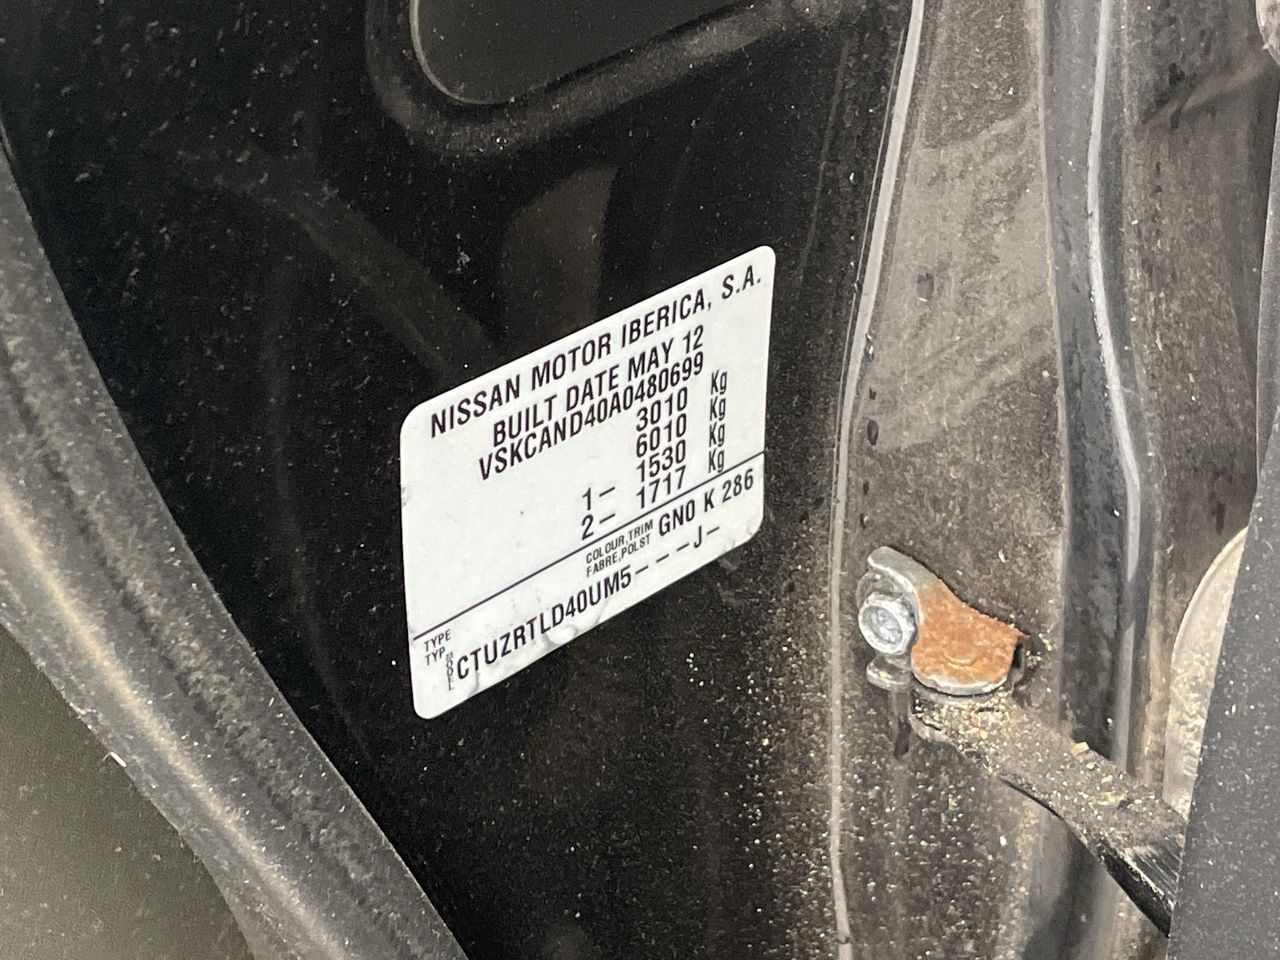 NISSAN MOTOR IBERICA, S.A.
BUILT DATE MAY 12
VSKCAND40A0480699
3010 Kg
6010 Kg
1- 1530 Kg
2- 1717 Kg
COLOUR,TRIM
FABRE,POLST
GN0 K 286
TYPE
TYP
MODEL
CTUZRTLD40UM5---J-